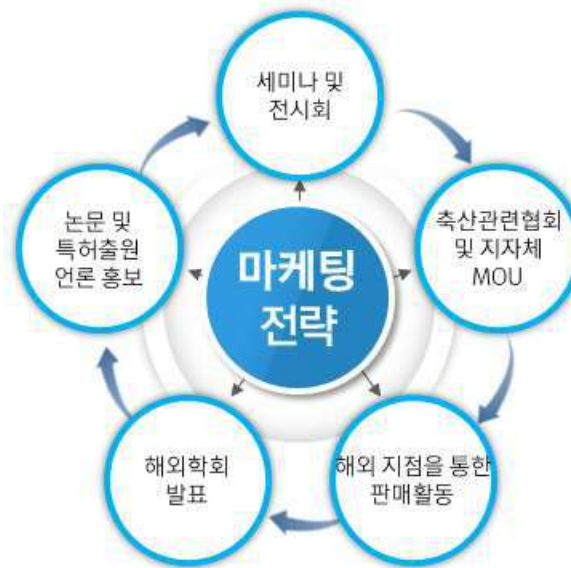 세미나 및
전시회
축산관련협회
및 지자체
MOU
해외 지점을 통한
판매활동
해외학회
발표
논문 및
특허출원
언론 홍보
마케팅
전략